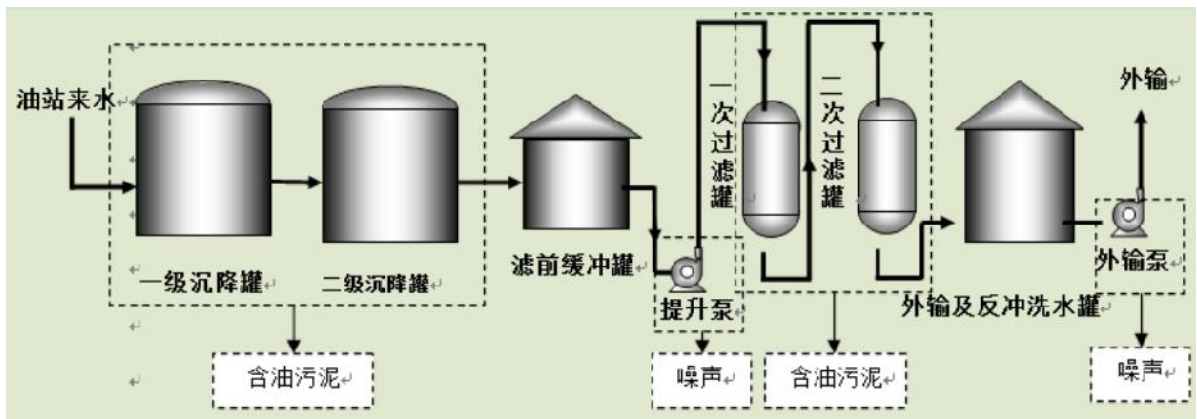 油站来水
一级沉降罐
二级沉降罐
滤前缓冲罐
提升泵
一次过滤罐
二次过滤罐
外输及反冲洗水罐
外输
外输泵
含油污泥
噪声
含油污泥
噪声